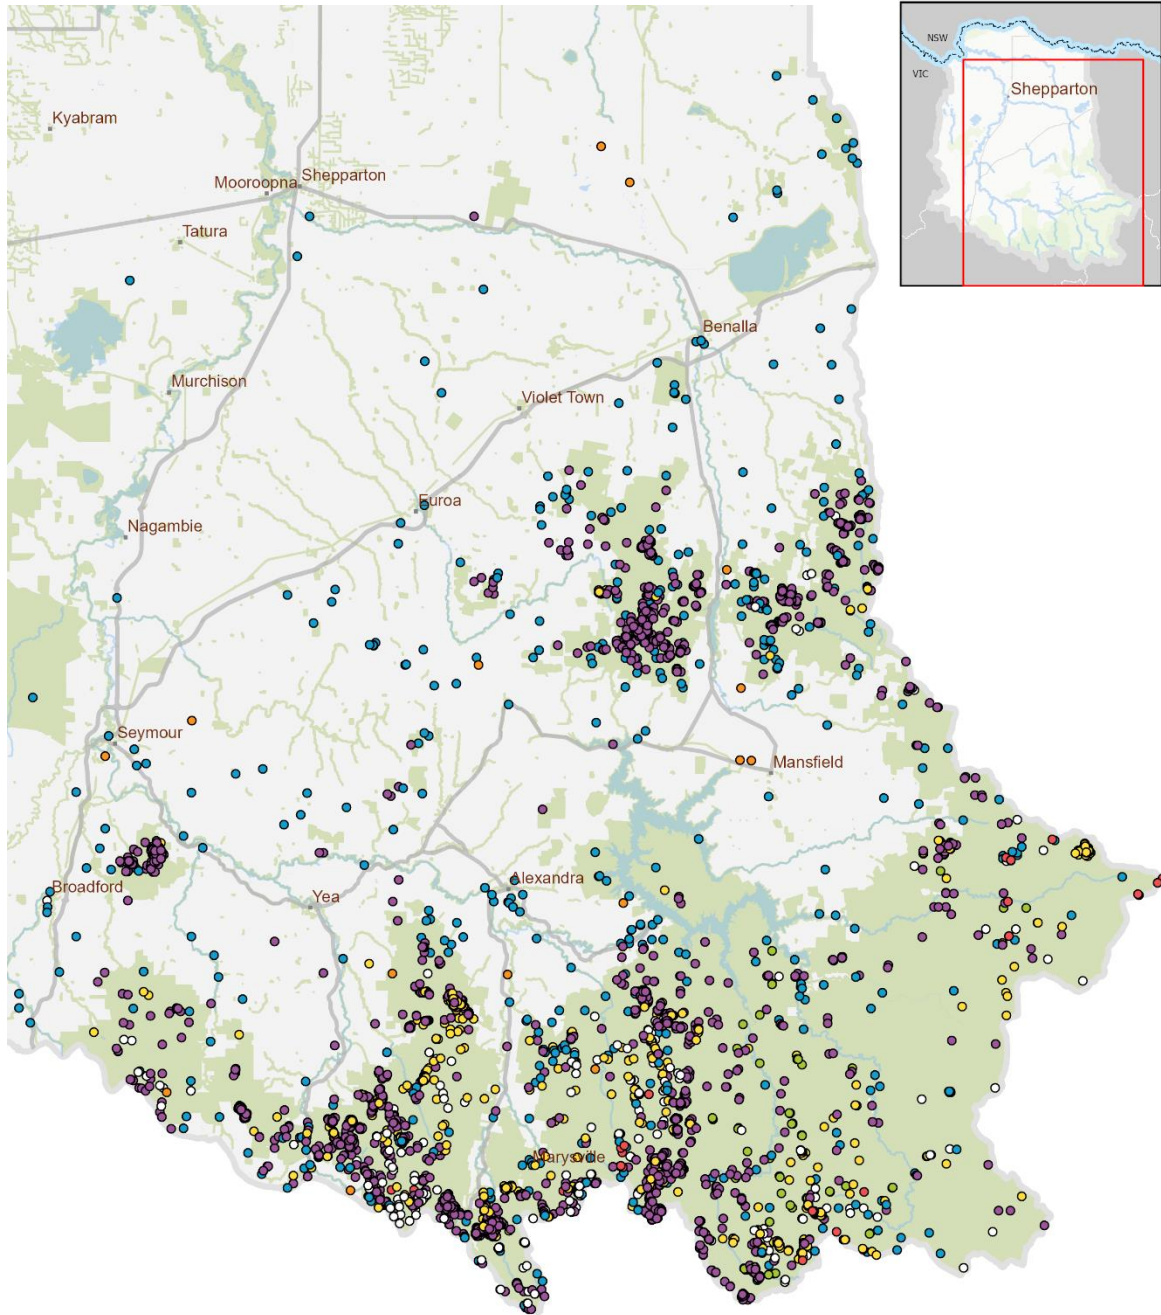 NSW
VIC
Shepparton
Kyabram
Mooroopna
Shepparton
Tatura
Benalla
Murchison
Violet Town
Euroa
Nagambie
Seymour
Mansfield
Broadford
Alexandra
Yea
Marysville